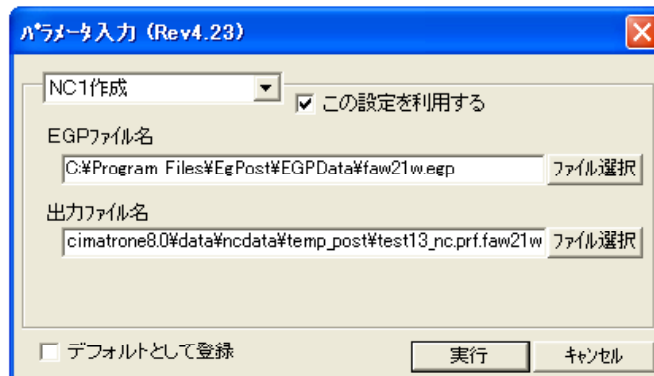 パラメータ入力 (Rev4.23)
NC1作成
この設定を利用する
EGPファイル名
C:¥Program Files¥EgPost¥EGPData¥faw21w.egp ファイル選択
出力ファイル名
cimatrone8.0¥data¥ncdata¥temp_post¥test13_nc.prf.faw21w ファイル選択
デフォルトとして登録 実行 キャンセル